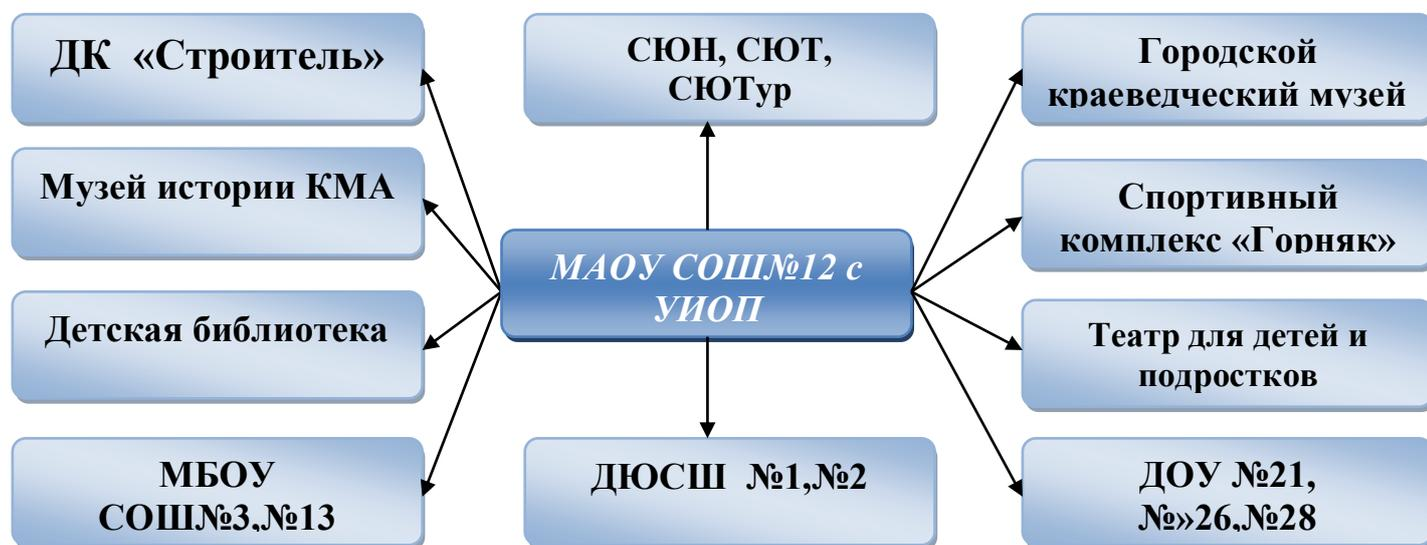 ДК «Строитель»
СЮН, СЮТ,
СЮТур
Городской
краеведческий музей
Музей истории КМА
Спортивный
комплекс «Горняк»
МАОУ СОШ№12 с
УИОП
Детская библиотека
Театр для детей и
подростков
МБОУ
СОШ№3,№13
ДЮСШ №1,№2
ДОУ №21,
№»26,№28